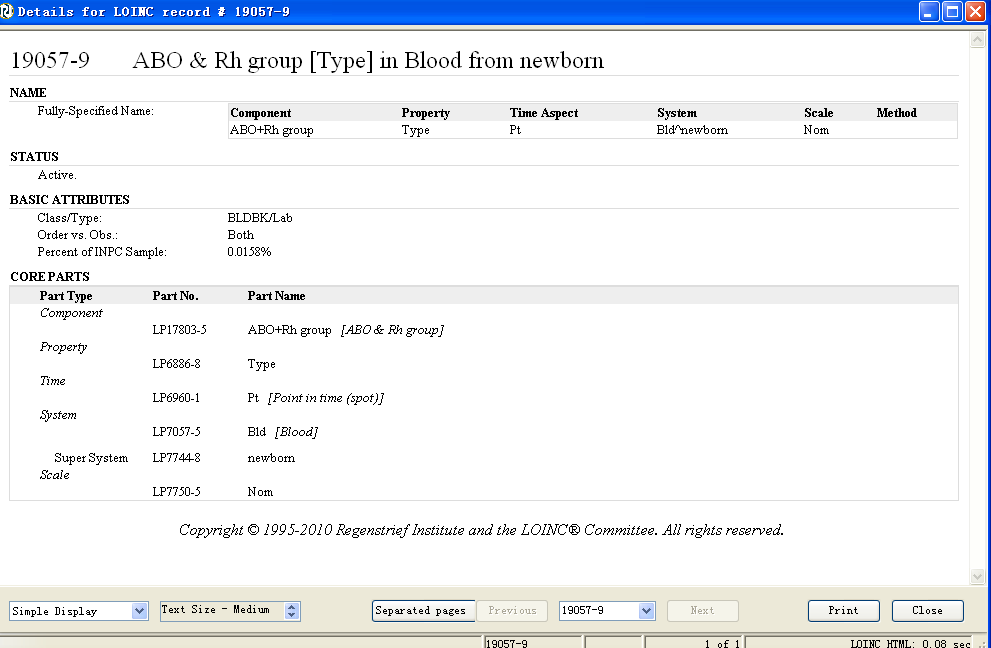 Details for LOINC record # 19057-9
19057-9 ABO & Rh group [Type] in Blood from newborn
NAME
Fully-Specified Name:
Component Property Time Aspect System Scale Method
ABO+Rh group Type Pt Bld^newborn Nom
STATUS
Active.
BASIC ATTRIBUTES
Class/Type: BLDBK/Lab
Order vs. Obs.: Both
Percent of INPC Sample: 0.0158%
CORE PARTS
Part Type Part No. Part Name
Component
LP17803-5 ABO+Rh group [ABO & Rh group]
Property
LP6886-8 Type
Time
LP6960-1 Pt [Point in time (spot)]
System
LP7057-5 Bld [Blood]
Super System LP7744-8 newborn
Scale
LP7750-5 Nom
Copyright © 1995-2010 Regenstrief Institute and the LOINC® Committee. All rights reserved.
Simple Display Text Size - Medium Separated pages Previous 19057-9 Next Print Close
19057-9 1 of 1 LOINC HTML: 0.08 sec